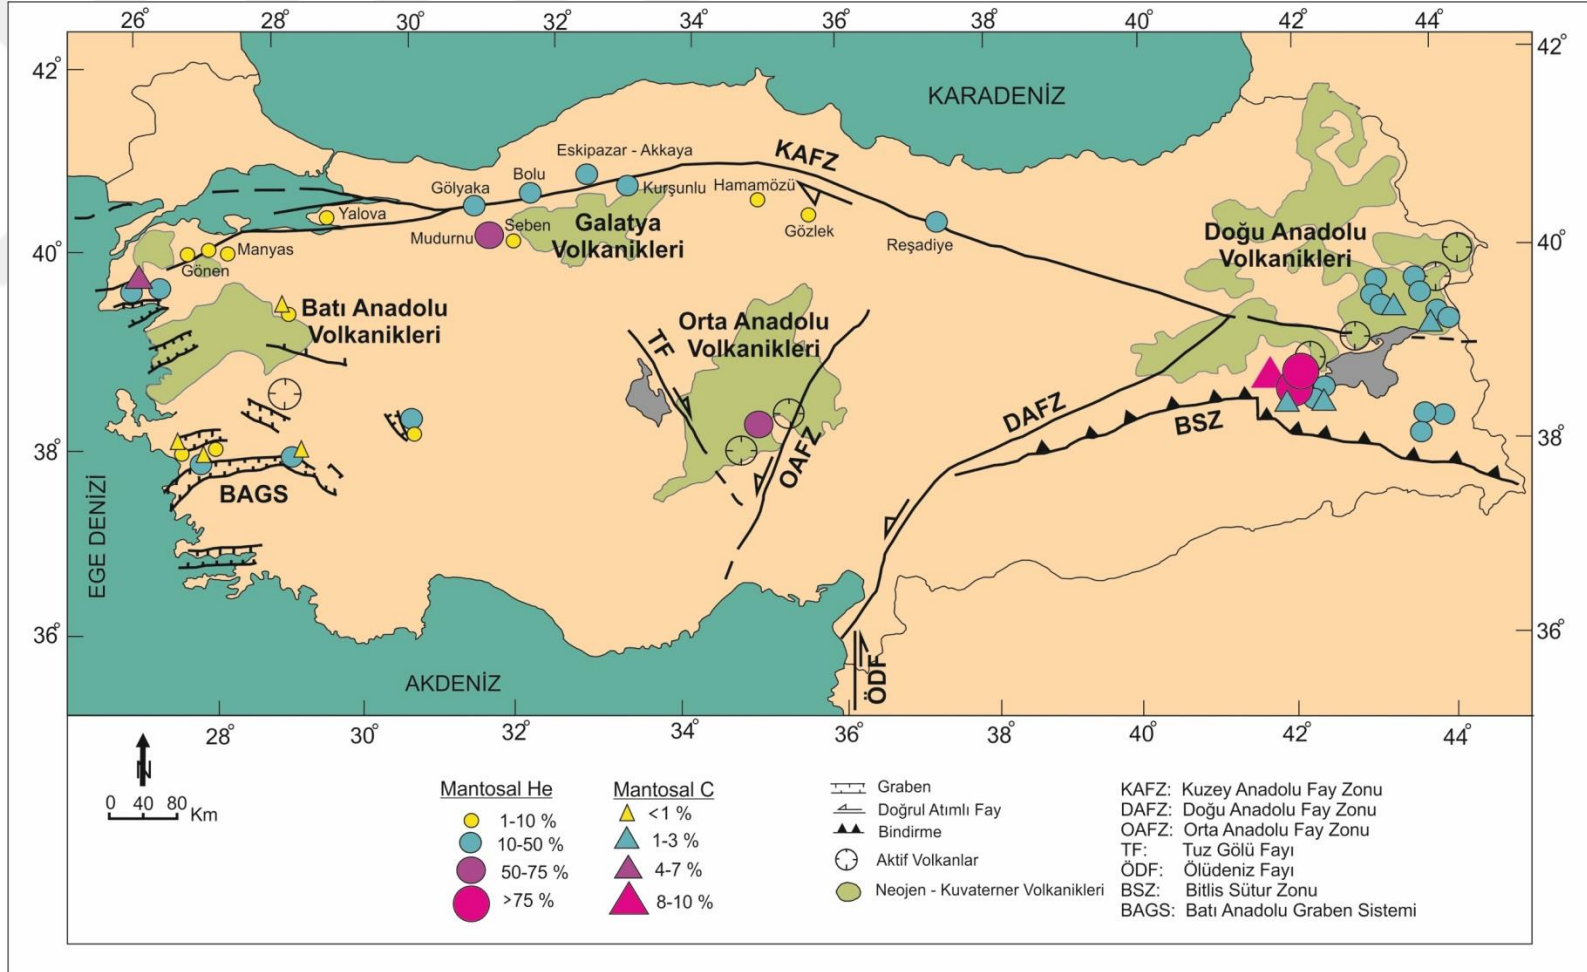 26° 28° 30° 32° 34° 36° 38° 40° 42° 44°
42° 42°
KARADENİZ
Eskipazar - Akkaya
KAFZ
Bolu
Gölyaka
Kurşunlu
Hamamözü
Yalova
Seben
Mudurnu
Galatya
Volkanikleri
Gözlek
Reşadiye
Doğu Anadolu
Volkanikleri
40° 40°
Manyas
Gönen
Batı Anadolu
Volkanikleri
Orta Anadolu
Volkanikleri
TF
DAFZ
BSZ
38° 38°
OAFZ
BAGS
EGE DENİZİ
36° 36°
ÖDF
AKDENİZ
28° 30° 32° 34° 36° 38° 40° 42° 44°
N
0 40 80
Km
Mantosal He
1-10 %
10-50 %
50-75 %
>75 %
Mantosal C
<1 %
1-3 %
4-7 %
8-10 %
Graben
Doğrul Atımlı Fay
Bindirme
Aktif Volkanlar
Neojen - Kuvaterner Volkanikleri
KAFZ: Kuzey Anadolu Fay Zonu
DAFZ: Doğu Anadolu Fay Zonu
OAFZ: Orta Anadolu Fay Zonu
TF: Tuz Gölü Fayı
ÖDF: Ölüdeniz Fayı
BSZ: Bitlis Sütur Zonu
BAGS: Batı Anadolu Graben Sistemi